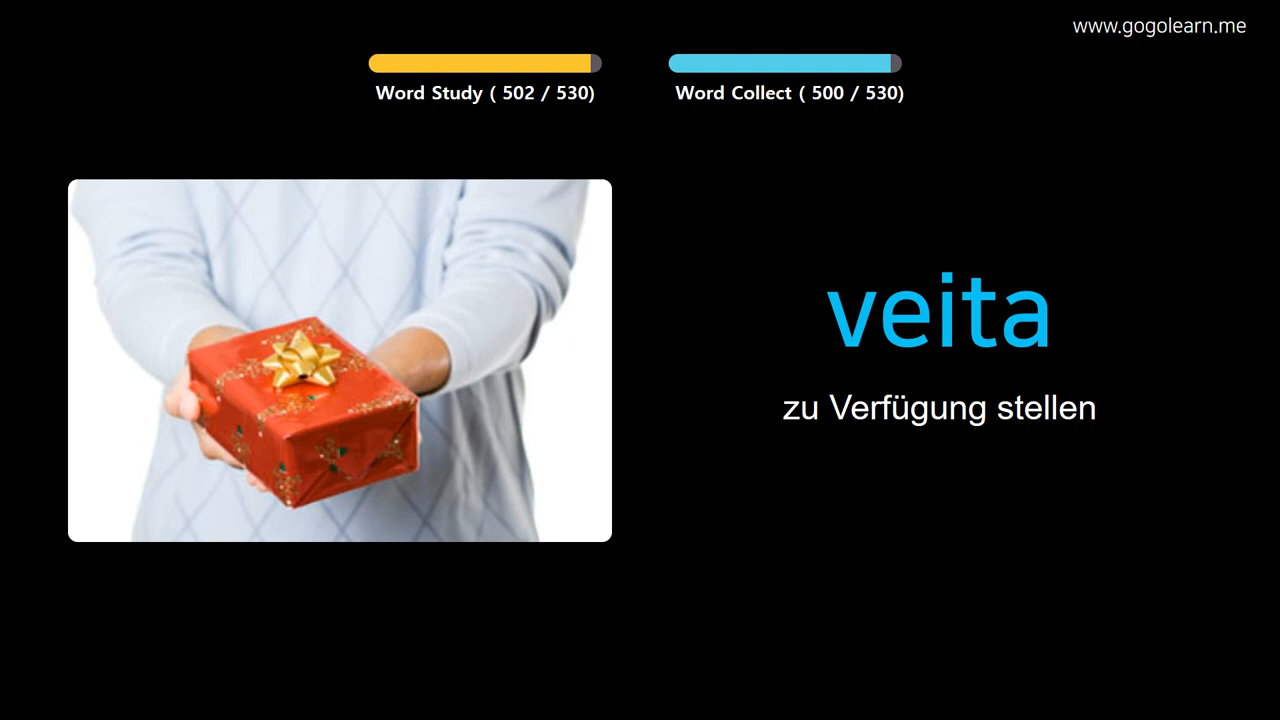 www.gogolearn.me
Word Study ( 502 / 530)
Word Collect ( 500 / 530)
veita
zu Verfügung stellen